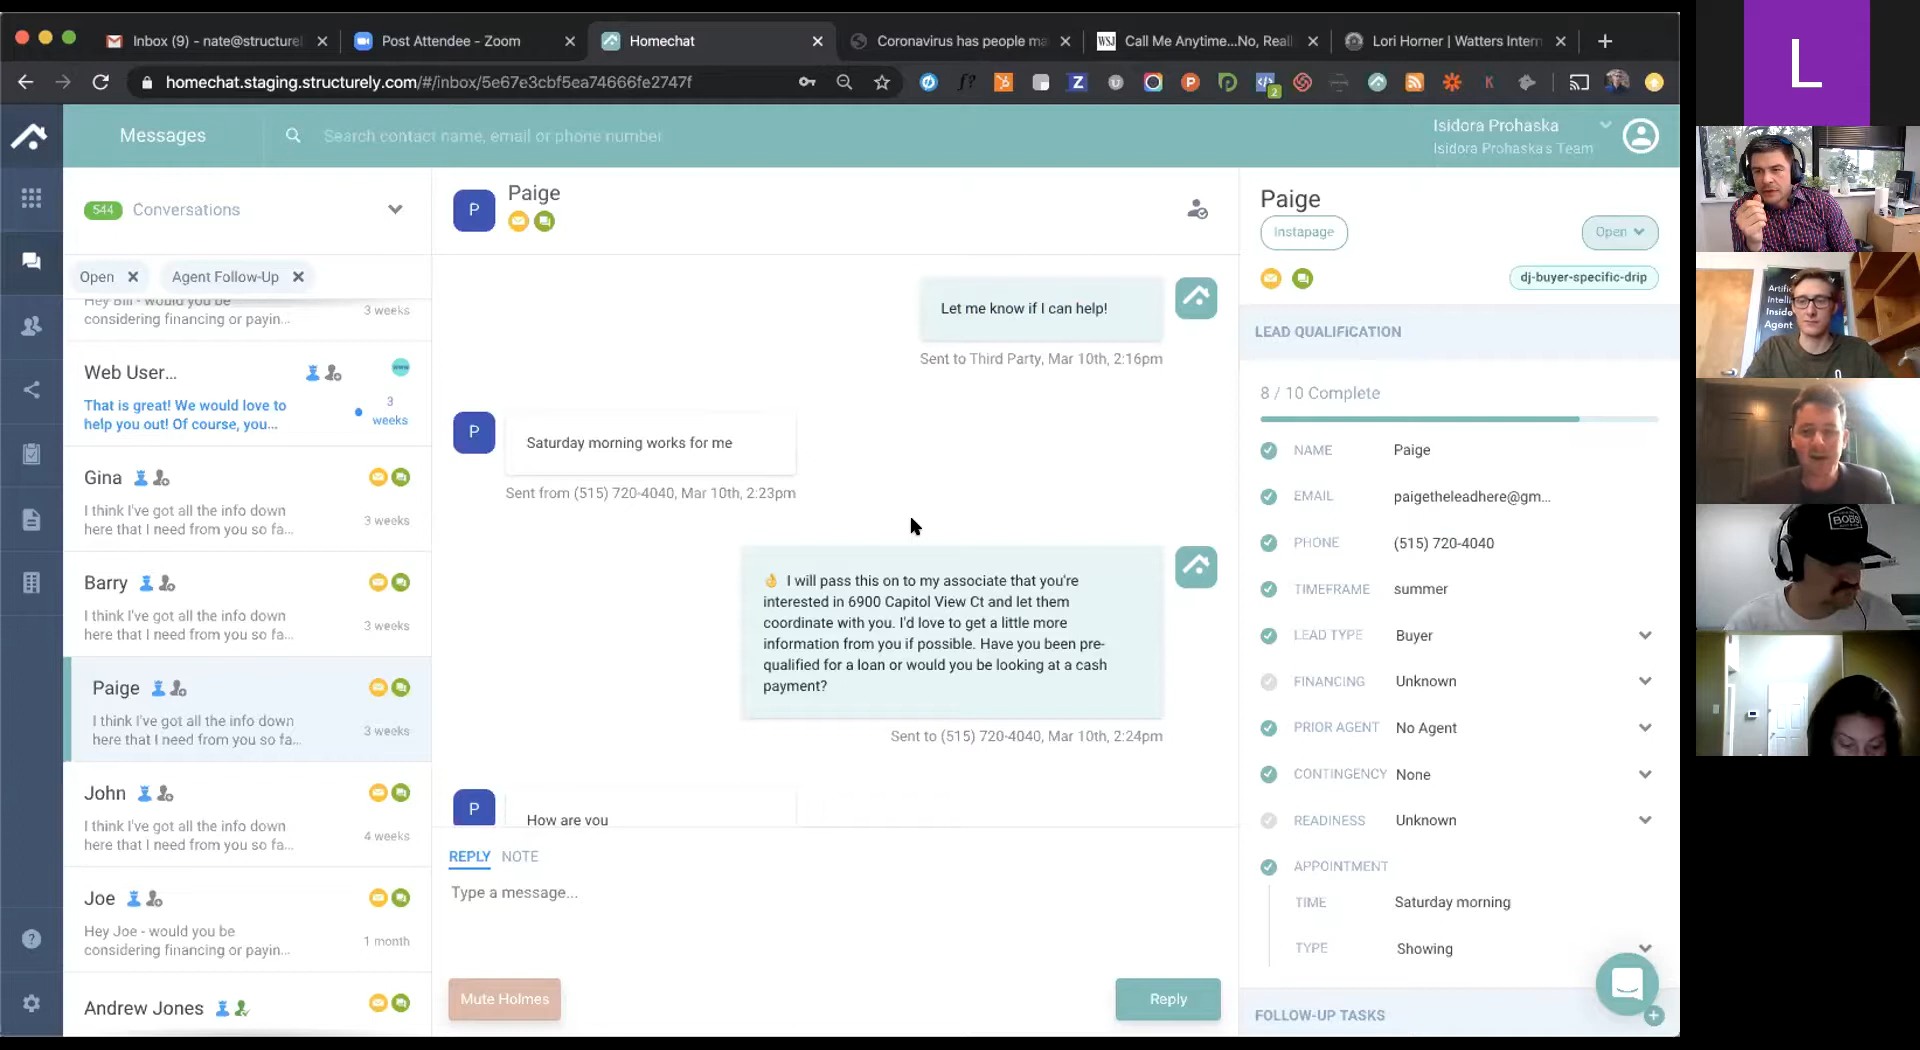 Inbox (9) - nate@structurel
Post Attendee - Zoom
Homechat
Coronavirus has people ma
WSJ
Call Me Anytime...No, Reall
Lori Horner | Watters Intern
homechat.staging.structurely.com/#/inbox/5e67e3cbf5ea74666fe2747f
Messages
Search contact name, email or phone number
Isidora Prohaska
Isidora Prohaska's Team
544 Conversations
Open
Agent Follow-Up
Hey Bill - would you be
considering financing or payin...
3 weeks
Web User...
That is great! We would love to
help you out! Of course, you...
3
weeks
Gina
I think I've got all the info down
here that I need from you so fa...
3 weeks
Barry
I think I've got all the info down
here that I need from you so fa...
3 weeks
Paige
I think I've got all the info down
here that I need from you so fa...
3 weeks
John
I think I've got all the info down
here that I need from you so fa...
4 weeks
Joe
Hey Joe - would you be
considering financing or payin...
1 month
Andrew Jones
P
Paige
Let me know if I can help!
Sent to Third Party, Mar 10th, 2:16pm
P
Saturday morning works for me
Sent from (515) 720-4040, Mar 10th, 2:23pm
👌 I will pass this on to my associate that you're
interested in 6900 Capitol View Ct and let them
coordinate with you. I'd love to get a little more
information from you if possible. Have you been pre-
qualified for a loan or would you be looking at a cash
payment?
Sent to (515) 720-4040, Mar 10th, 2:24pm
P
How are you
REPLY NOTE
Type a message...
Mute Holmes
Reply
Paige
Instapage
Open
dj-buyer-specific-drip
LEAD QUALIFICATION
8 / 10 Complete
NAME Paige
EMAIL paigetheleadhere@gm...
PHONE (515) 720-4040
TIMEFRAME summer
LEAD TYPE Buyer
FINANCING Unknown
PRIOR AGENT No Agent
CONTINGENCY None
READINESS Unknown
APPOINTMENT
TIME Saturday morning
TYPE Showing
FOLLOW-UP TASKS
L
Artific
Intelli
Inside
Agent
BOBS